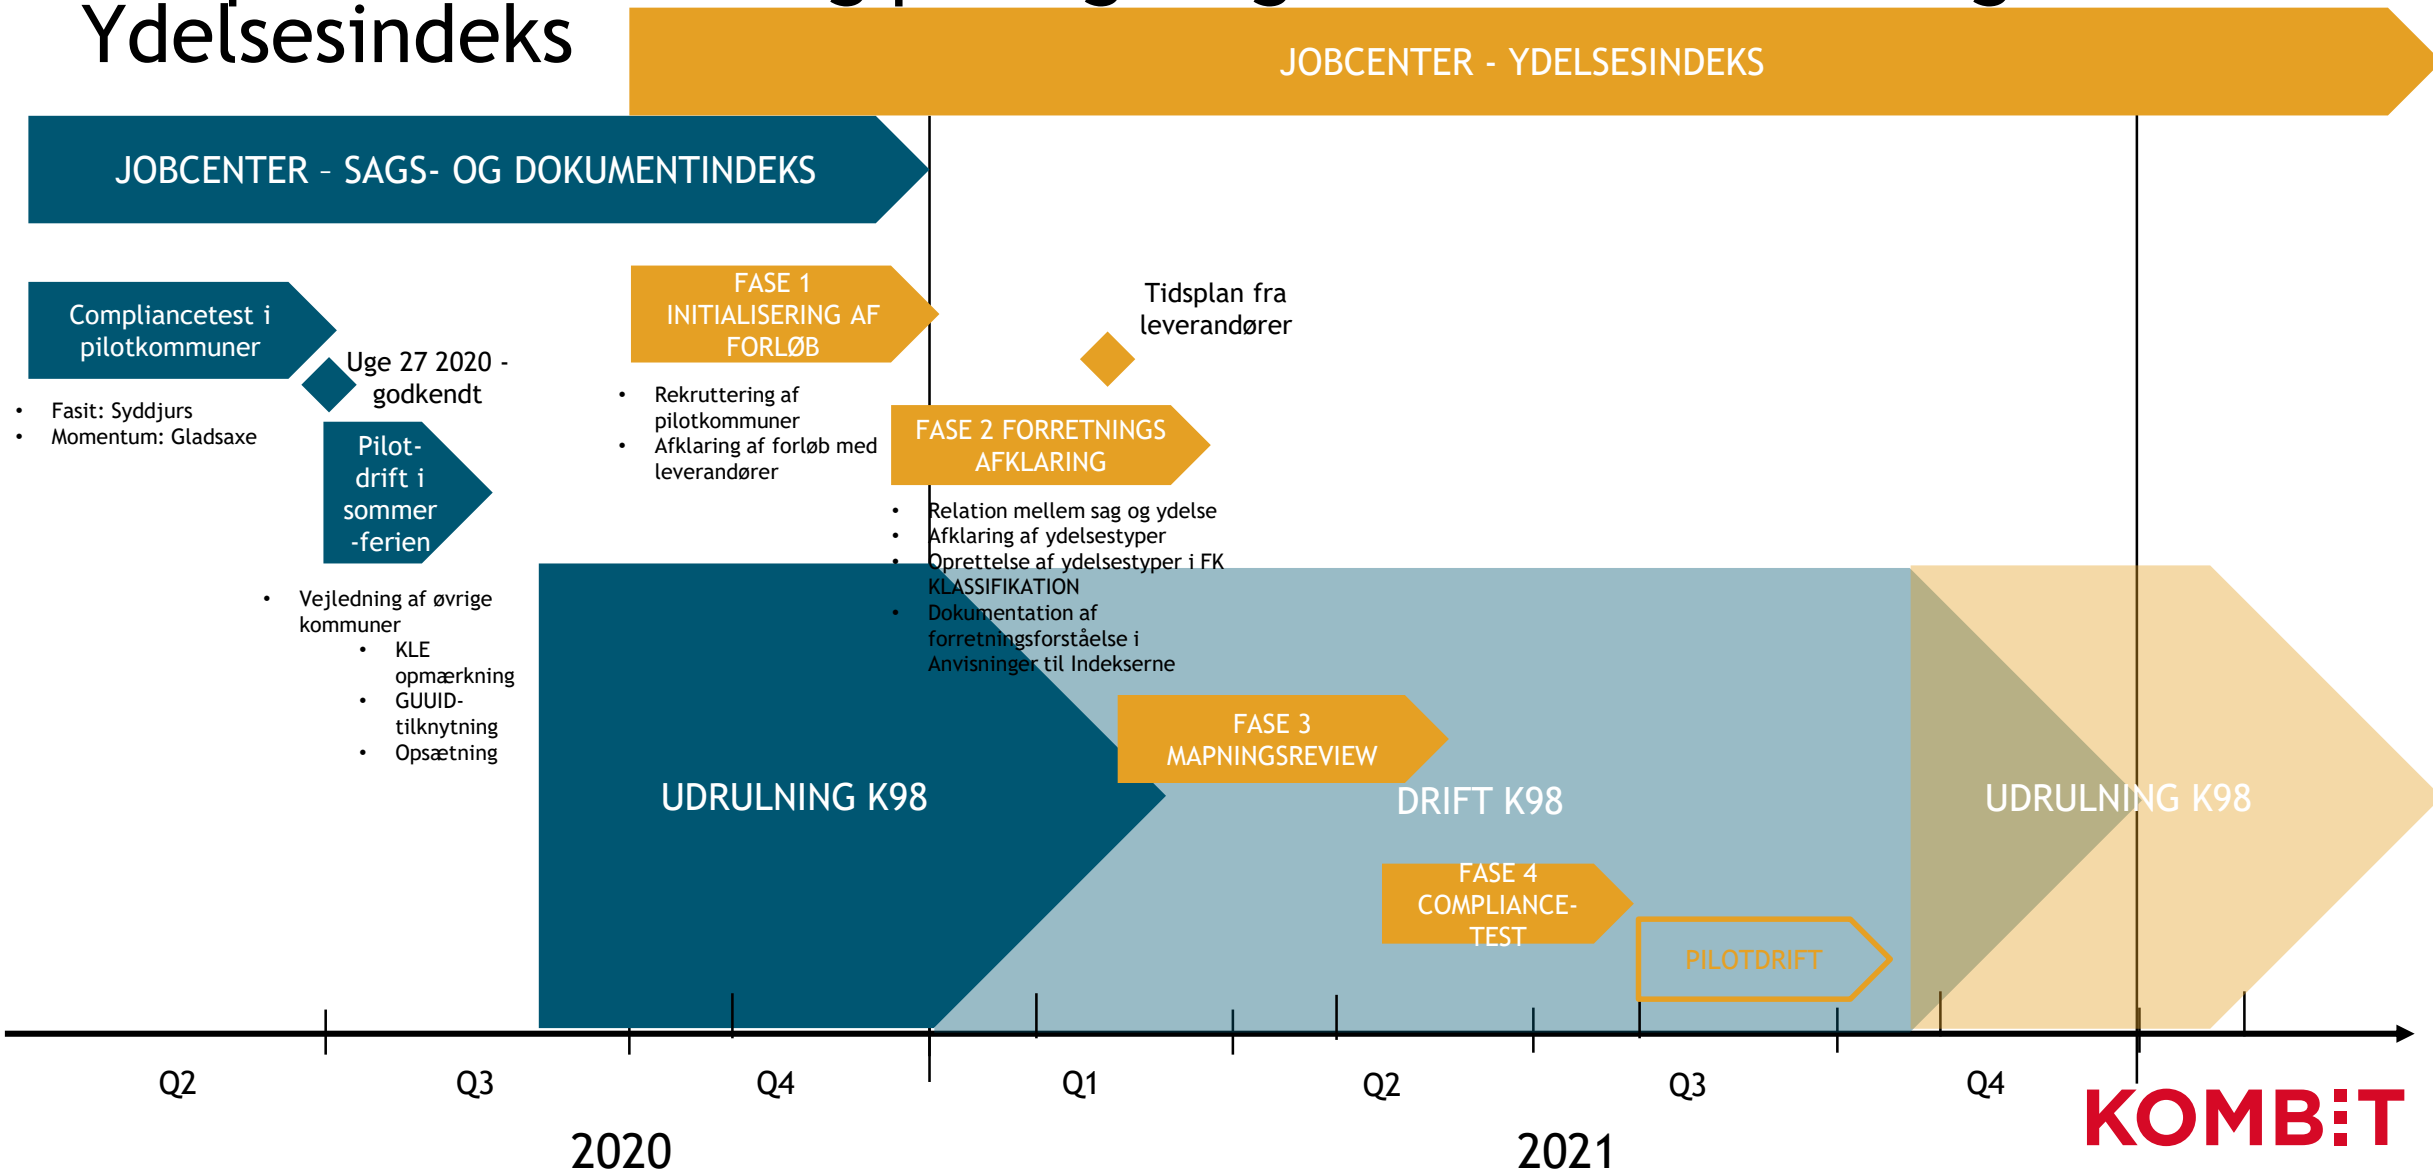 Ydelsesindeks
JOBCENTER - YDELSESINDEKS
JOBCENTER – SAGS- OG DOKUMENTINDEKS
Compliancetest i
pilotkommuner
Uge 27 2020 -
godkendt
• Fasit: Syddjurs
• Momentum: Gladsaxe
Pilot-
drift i
sommer
-ferien
• Vejledning af øvrige
kommuner
• KLE
opmærkning
• GUUID-
tilknytning
• Opsætning
FASE 1
INITIALISERING AF
FORLØB
• Rekruttering af
pilotkommuner
• Afklaring af forløb med
leverandører
Tidsplan fra
leverandører
FASE 2 FORRETNINGS
AFKLARING
• Relation mellem sag og ydelse
• Afklaring af ydelsestyper
• Oprettelse af ydelsestyper i FK
KLASSIFIKATION
• Dokumentation af
forretningsforståelse i
Anvisninger til Indekserne
FASE 3
MAPNINGSREVIEW
UDRULNING K98
DRIFT K98
UDRULNING K98
FASE 4
COMPLIANCE-
TEST
PILOTDRIFT
Q2 Q3 Q4 Q1 Q2 Q3 Q4
2020 2021
KOMBIT